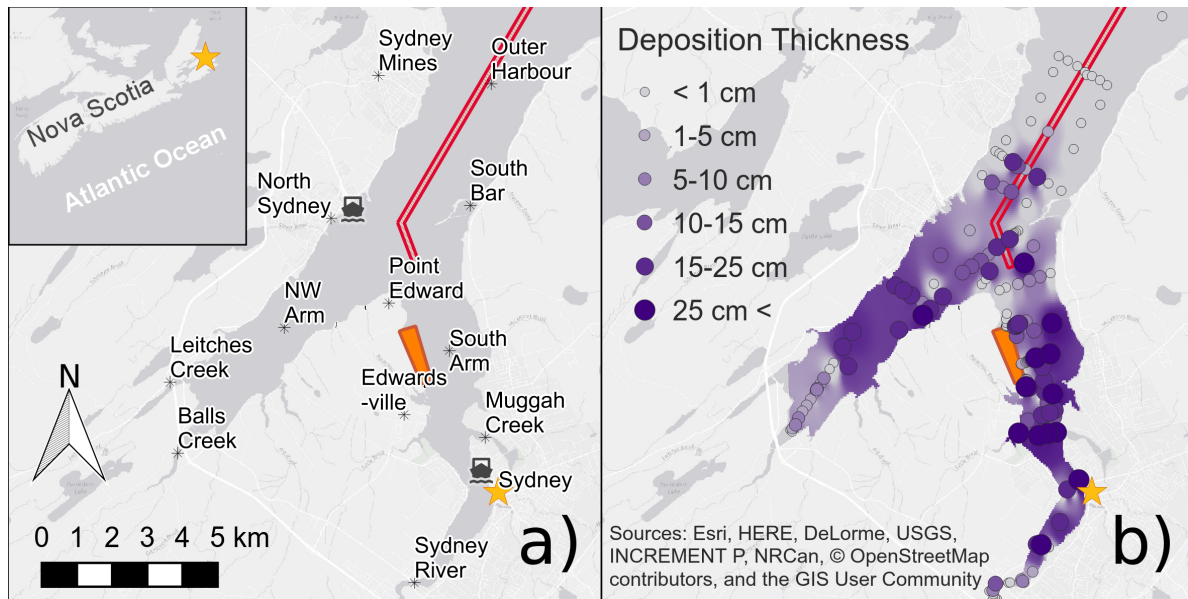 Nova Scotia
Atlantic Ocean
Sydney
Mines
Outer
Harbour
North
Sydney
South
Bar
Point
Edward
NW
Arm
South
Arm
Leitches
Creek
Edwards
-ville
Balls
Creek
Muggah
Creek
Sydney
Sydney
River
N
0 1 2 3 4 5 km
a)
Deposition Thickness
< 1 cm
1-5 cm
5-10 cm
10-15 cm
15-25 cm
25 cm <
Sources: Esri, HERE, DeLorme, USGS,
INCREMENT P, NRCan, © OpenStreetMap
contributors, and the GIS User Community
b)